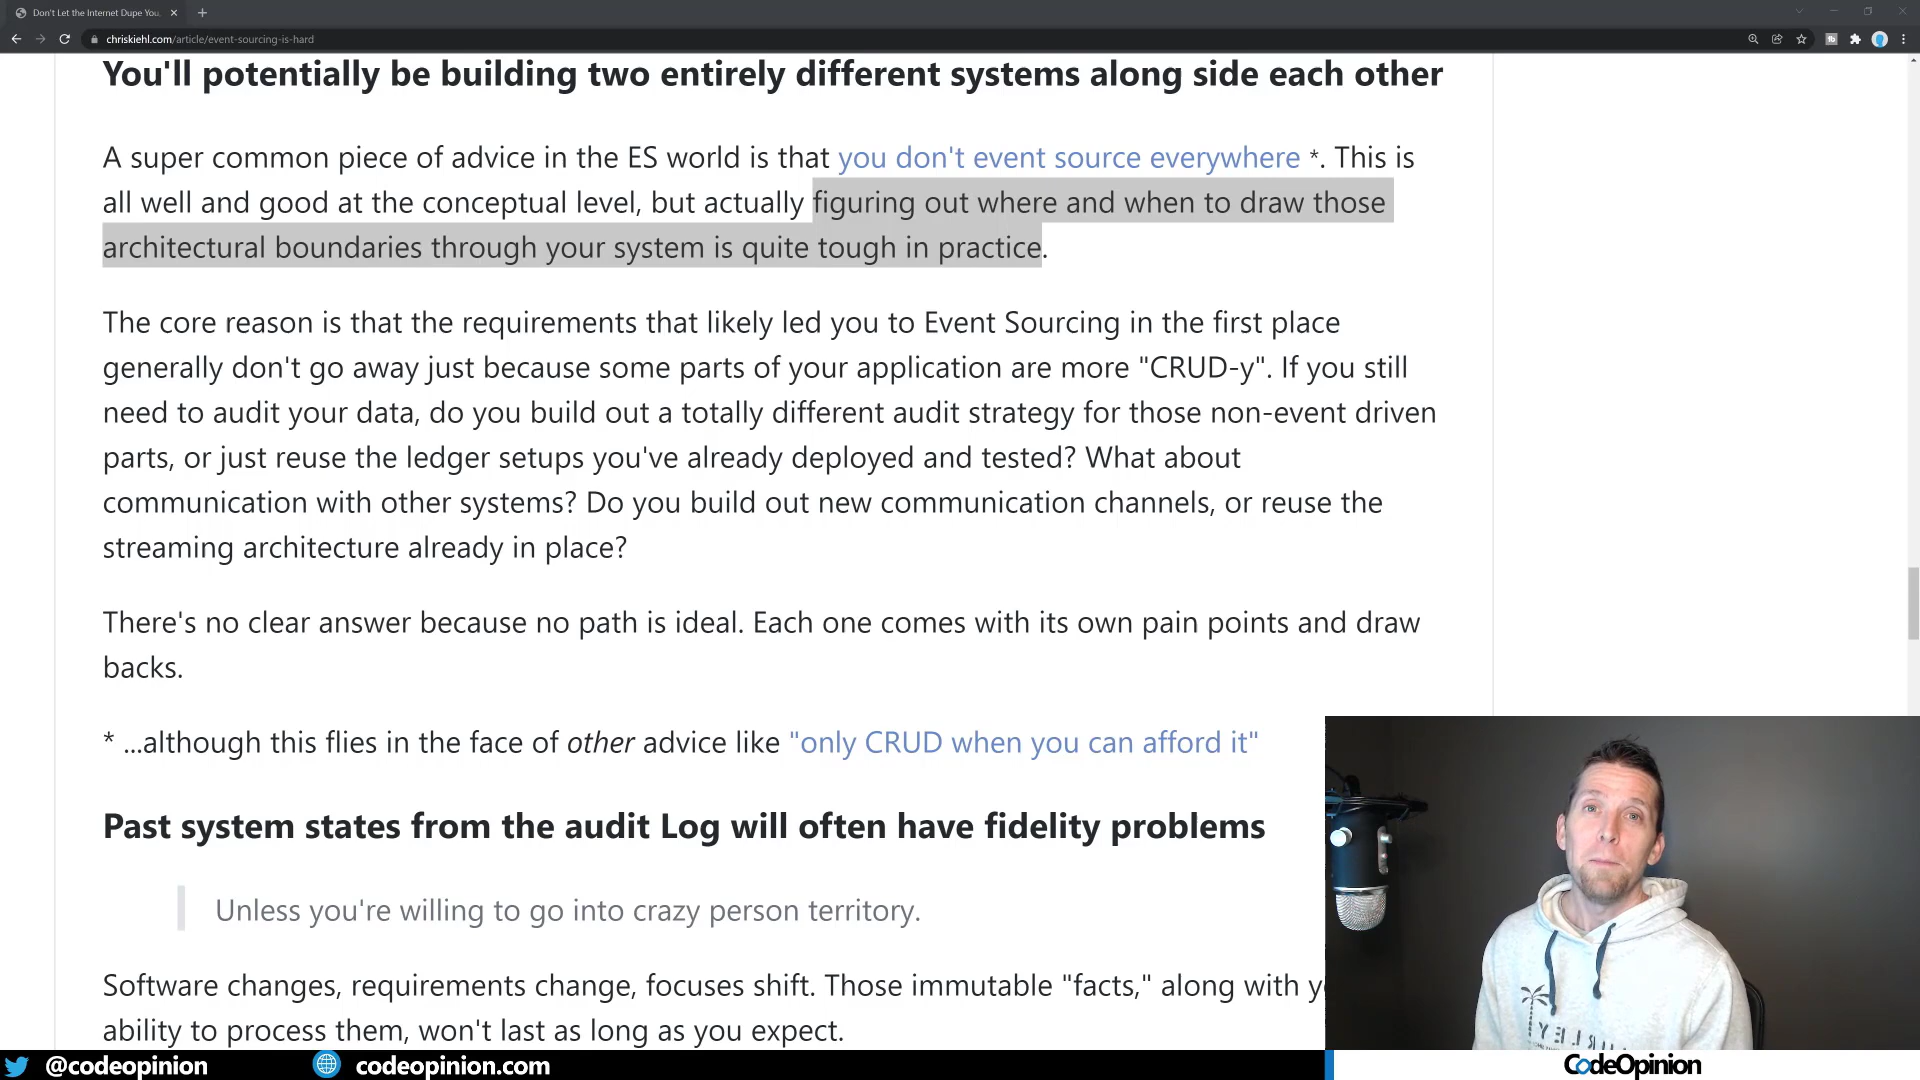 Don't Let the Internet Dupe You.
chriskiehl.com/article/event-sourcing-is-hard
You'll potentially be building two entirely different systems along side each other
A super common piece of advice in the ES world is that you don't event source everywhere *. This is
all well and good at the conceptual level, but actually figuring out where and when to draw those
architectural boundaries through your system is quite tough in practice.
The core reason is that the requirements that likely led you to Event Sourcing in the first place
generally don't go away just because some parts of your application are more "CRUD-y". If you still
need to audit your data, do you build out a totally different audit strategy for those non-event driven
parts, or just reuse the ledger setups you've already deployed and tested? What about
communication with other systems? Do you build out new communication channels, or reuse the
streaming architecture already in place?
There's no clear answer because no path is ideal. Each one comes with its own pain points and draw
backs.
* ...although this flies in the face of other advice like "only CRUD when you can afford it"
Past system states from the audit Log will often have fidelity problems
Unless you're willing to go into crazy person territory.
Software changes, requirements change, focuses shift. Those immutable "facts," along with y
ability to process them, won't last as long as you expect.
@codeopinion
codeopinion.com
CodeOpinion